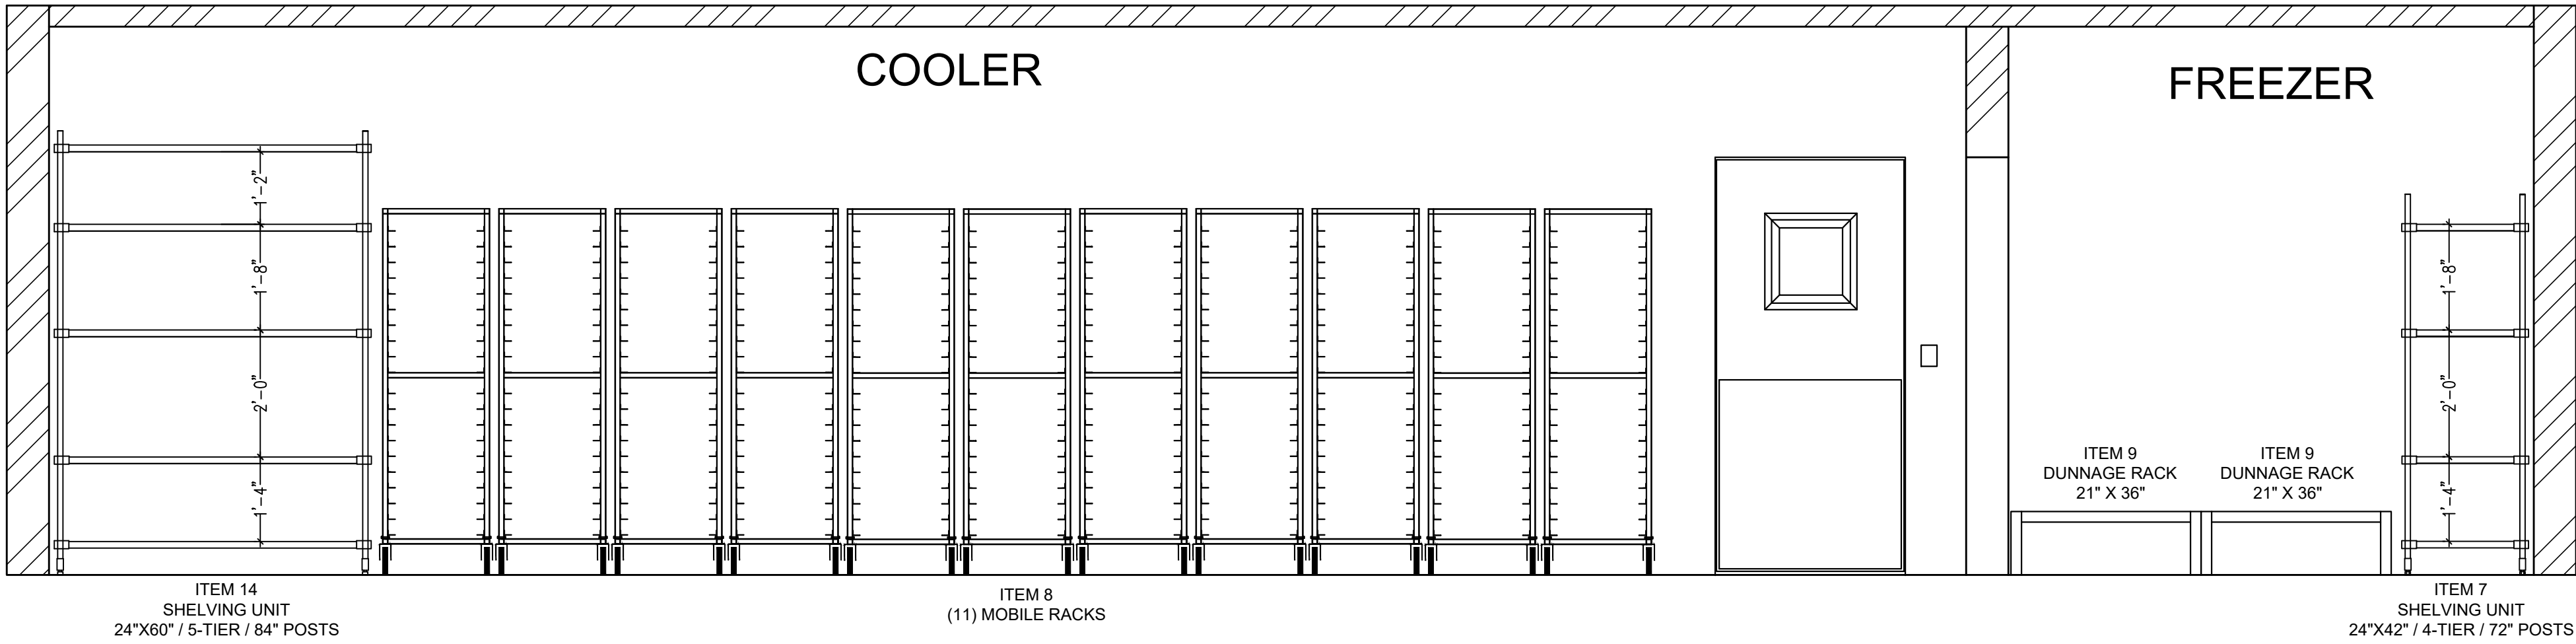 COOLER
FREEZER
1'-2"
1'-8"
2'-0"
1'-4"
1'-8"
2'-0"
1'-4"
ITEM 9
DUNNAGE RACK
21" X 36"
ITEM 9
DUNNAGE RACK
21" X 36"
ITEM 14
SHELVING UNIT
24"X60" / 5-TIER / 84" POSTS
ITEM 8
(11) MOBILE RACKS
ITEM 7
SHELVING UNIT
24"X42" / 4-TIER / 72" POSTS